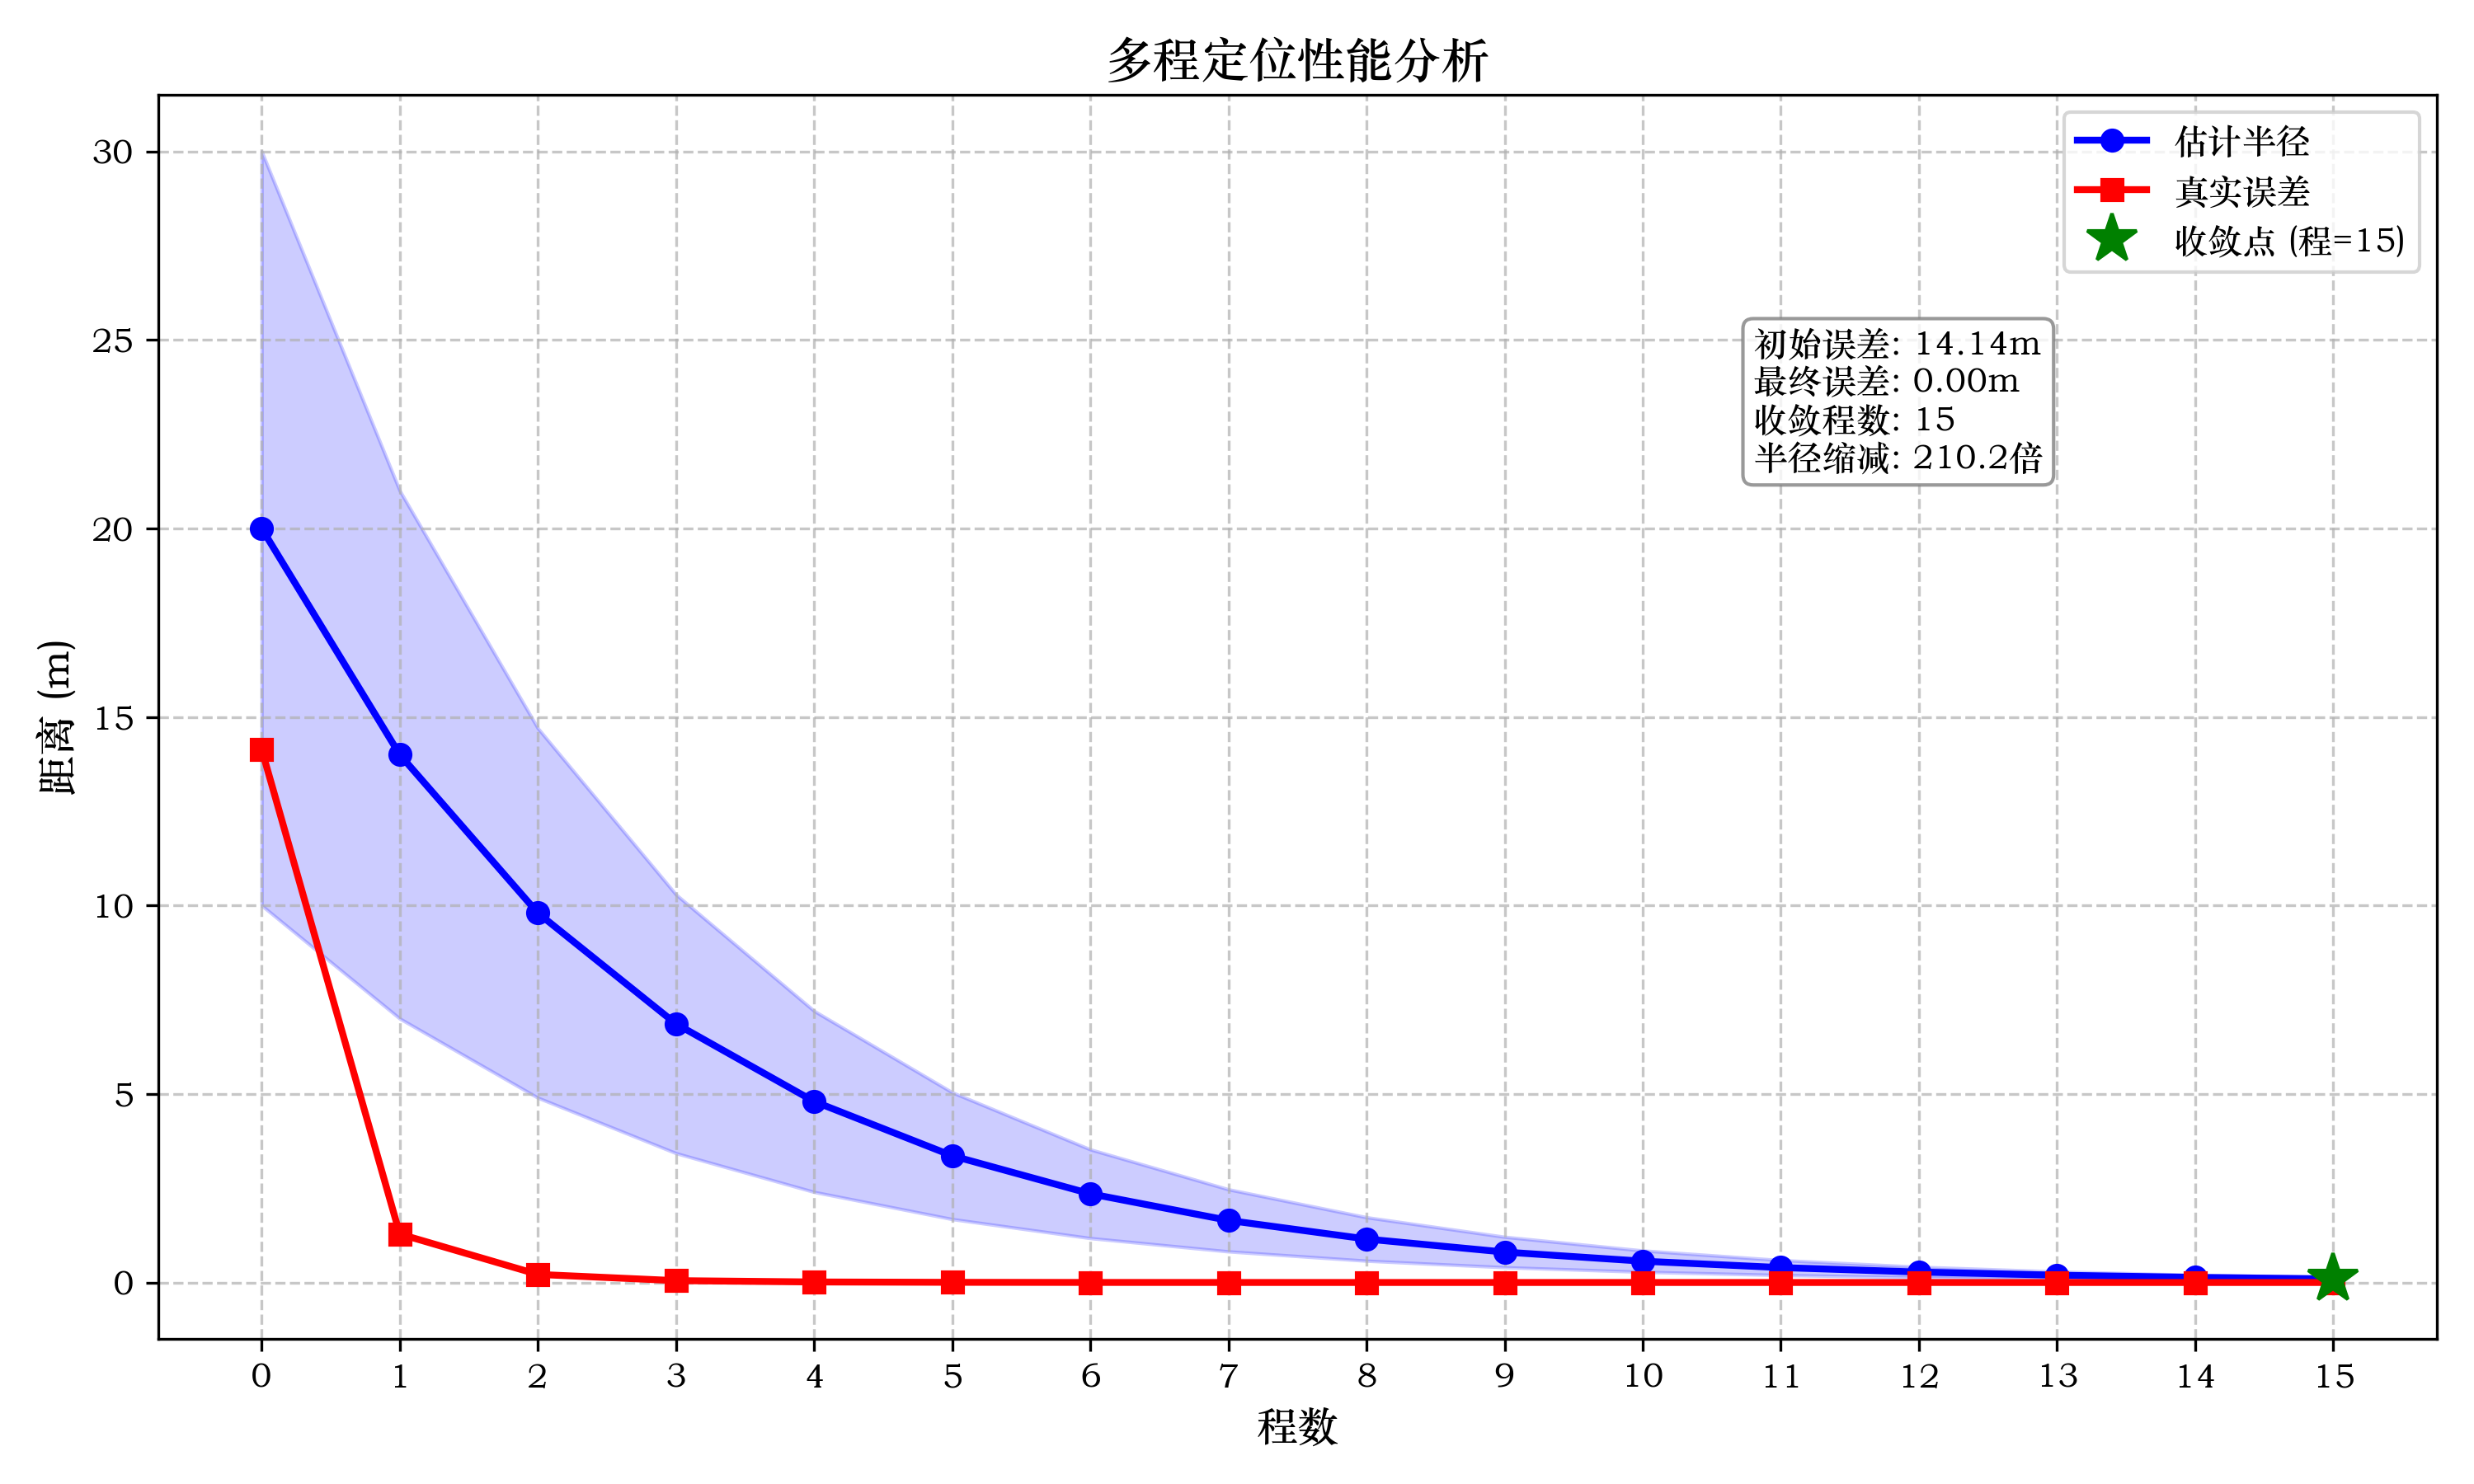 多程定位性能分析
估计半径
真实误差
收敛点 (程=15)
初始误差: 14.14m
最终误差: 0.00m
收敛程数: 15
半径缩减: 210.2倍
距离 (m)
30
25
20
15
10
5
0
0 1 2 3 4 5 6 7 8 9 10 11 12 13 14 15
程数